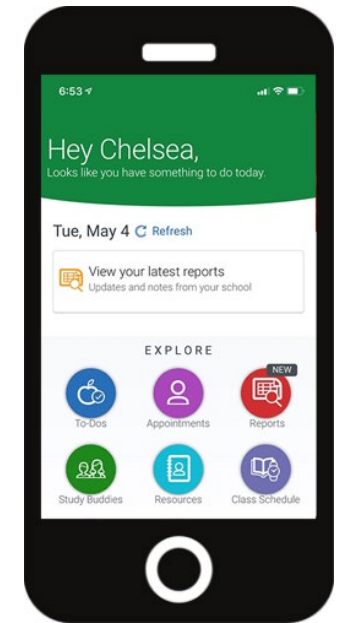 6:53
Hey Chelsea,
Looks like you have something to do today.
Tue, May 4 Refresh
View your latest reports
Updates and notes from your school
EXPLORE
NEW
To-Dos Appointments Reports
Study Buddies Resources Class Schedule